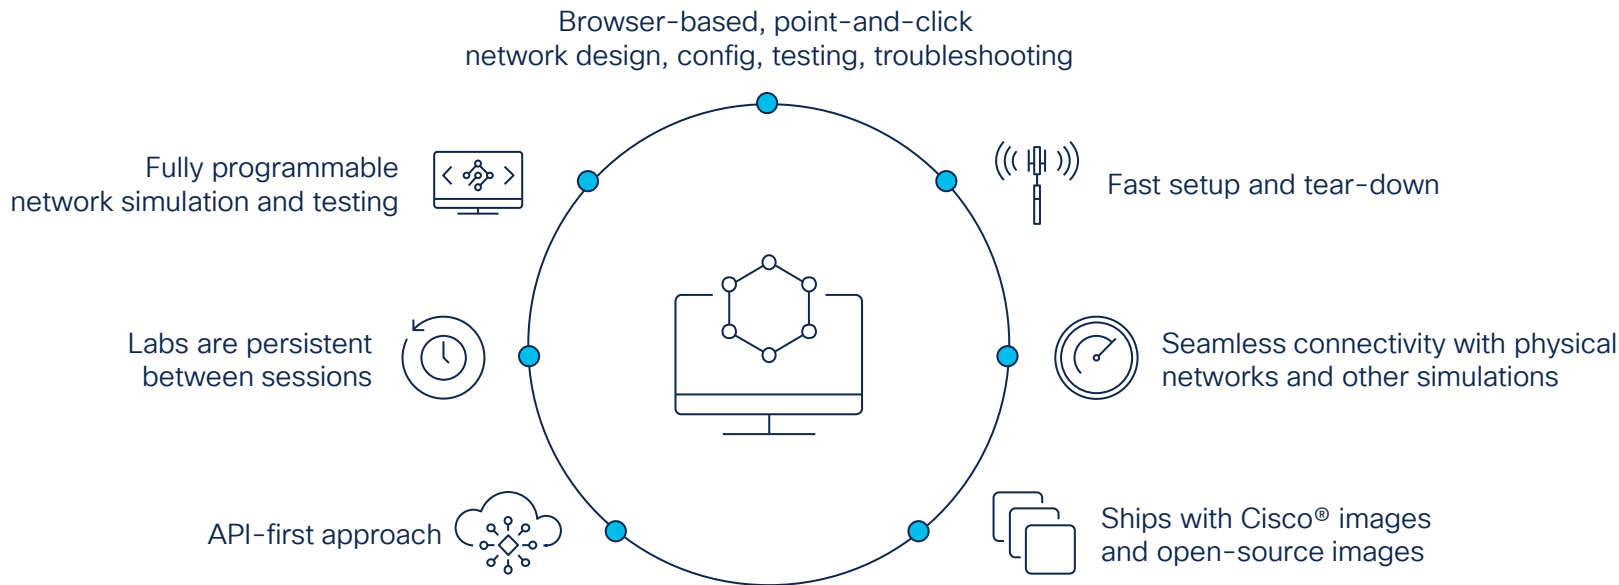 Browser-based, point-and-click
network design, config, testing, troubleshooting
Fully programmable
network simulation and testing
Fast setup and tear-down
Labs are persistent
between sessions
Seamless connectivity with physical
networks and other simulations
API-first approach
Ships with Cisco® images
and open-source images